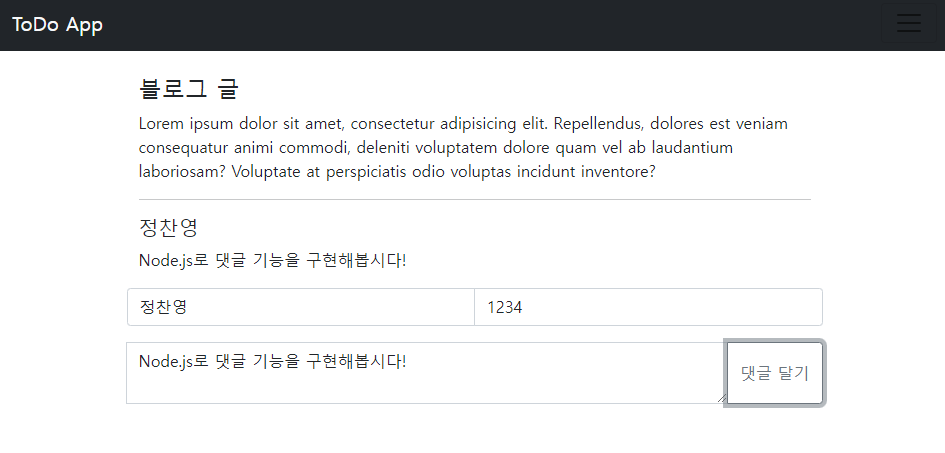 ToDo App
블로그 글
Lorem ipsum dolor sit amet, consectetur adipisicing elit. Repellendus, dolores est veniam
consequatur animi commodi, deleniti voluptatem dolore quam vel ab laudantium
laboriosam? Voluptate at perspiciatis odio voluptas incidunt inventore?
정찬영
Node.js로 댓글 기능을 구현해봅시다!
정찬영 1234
Node.js로 댓글 기능을 구현해봅시다!
댓글 달기